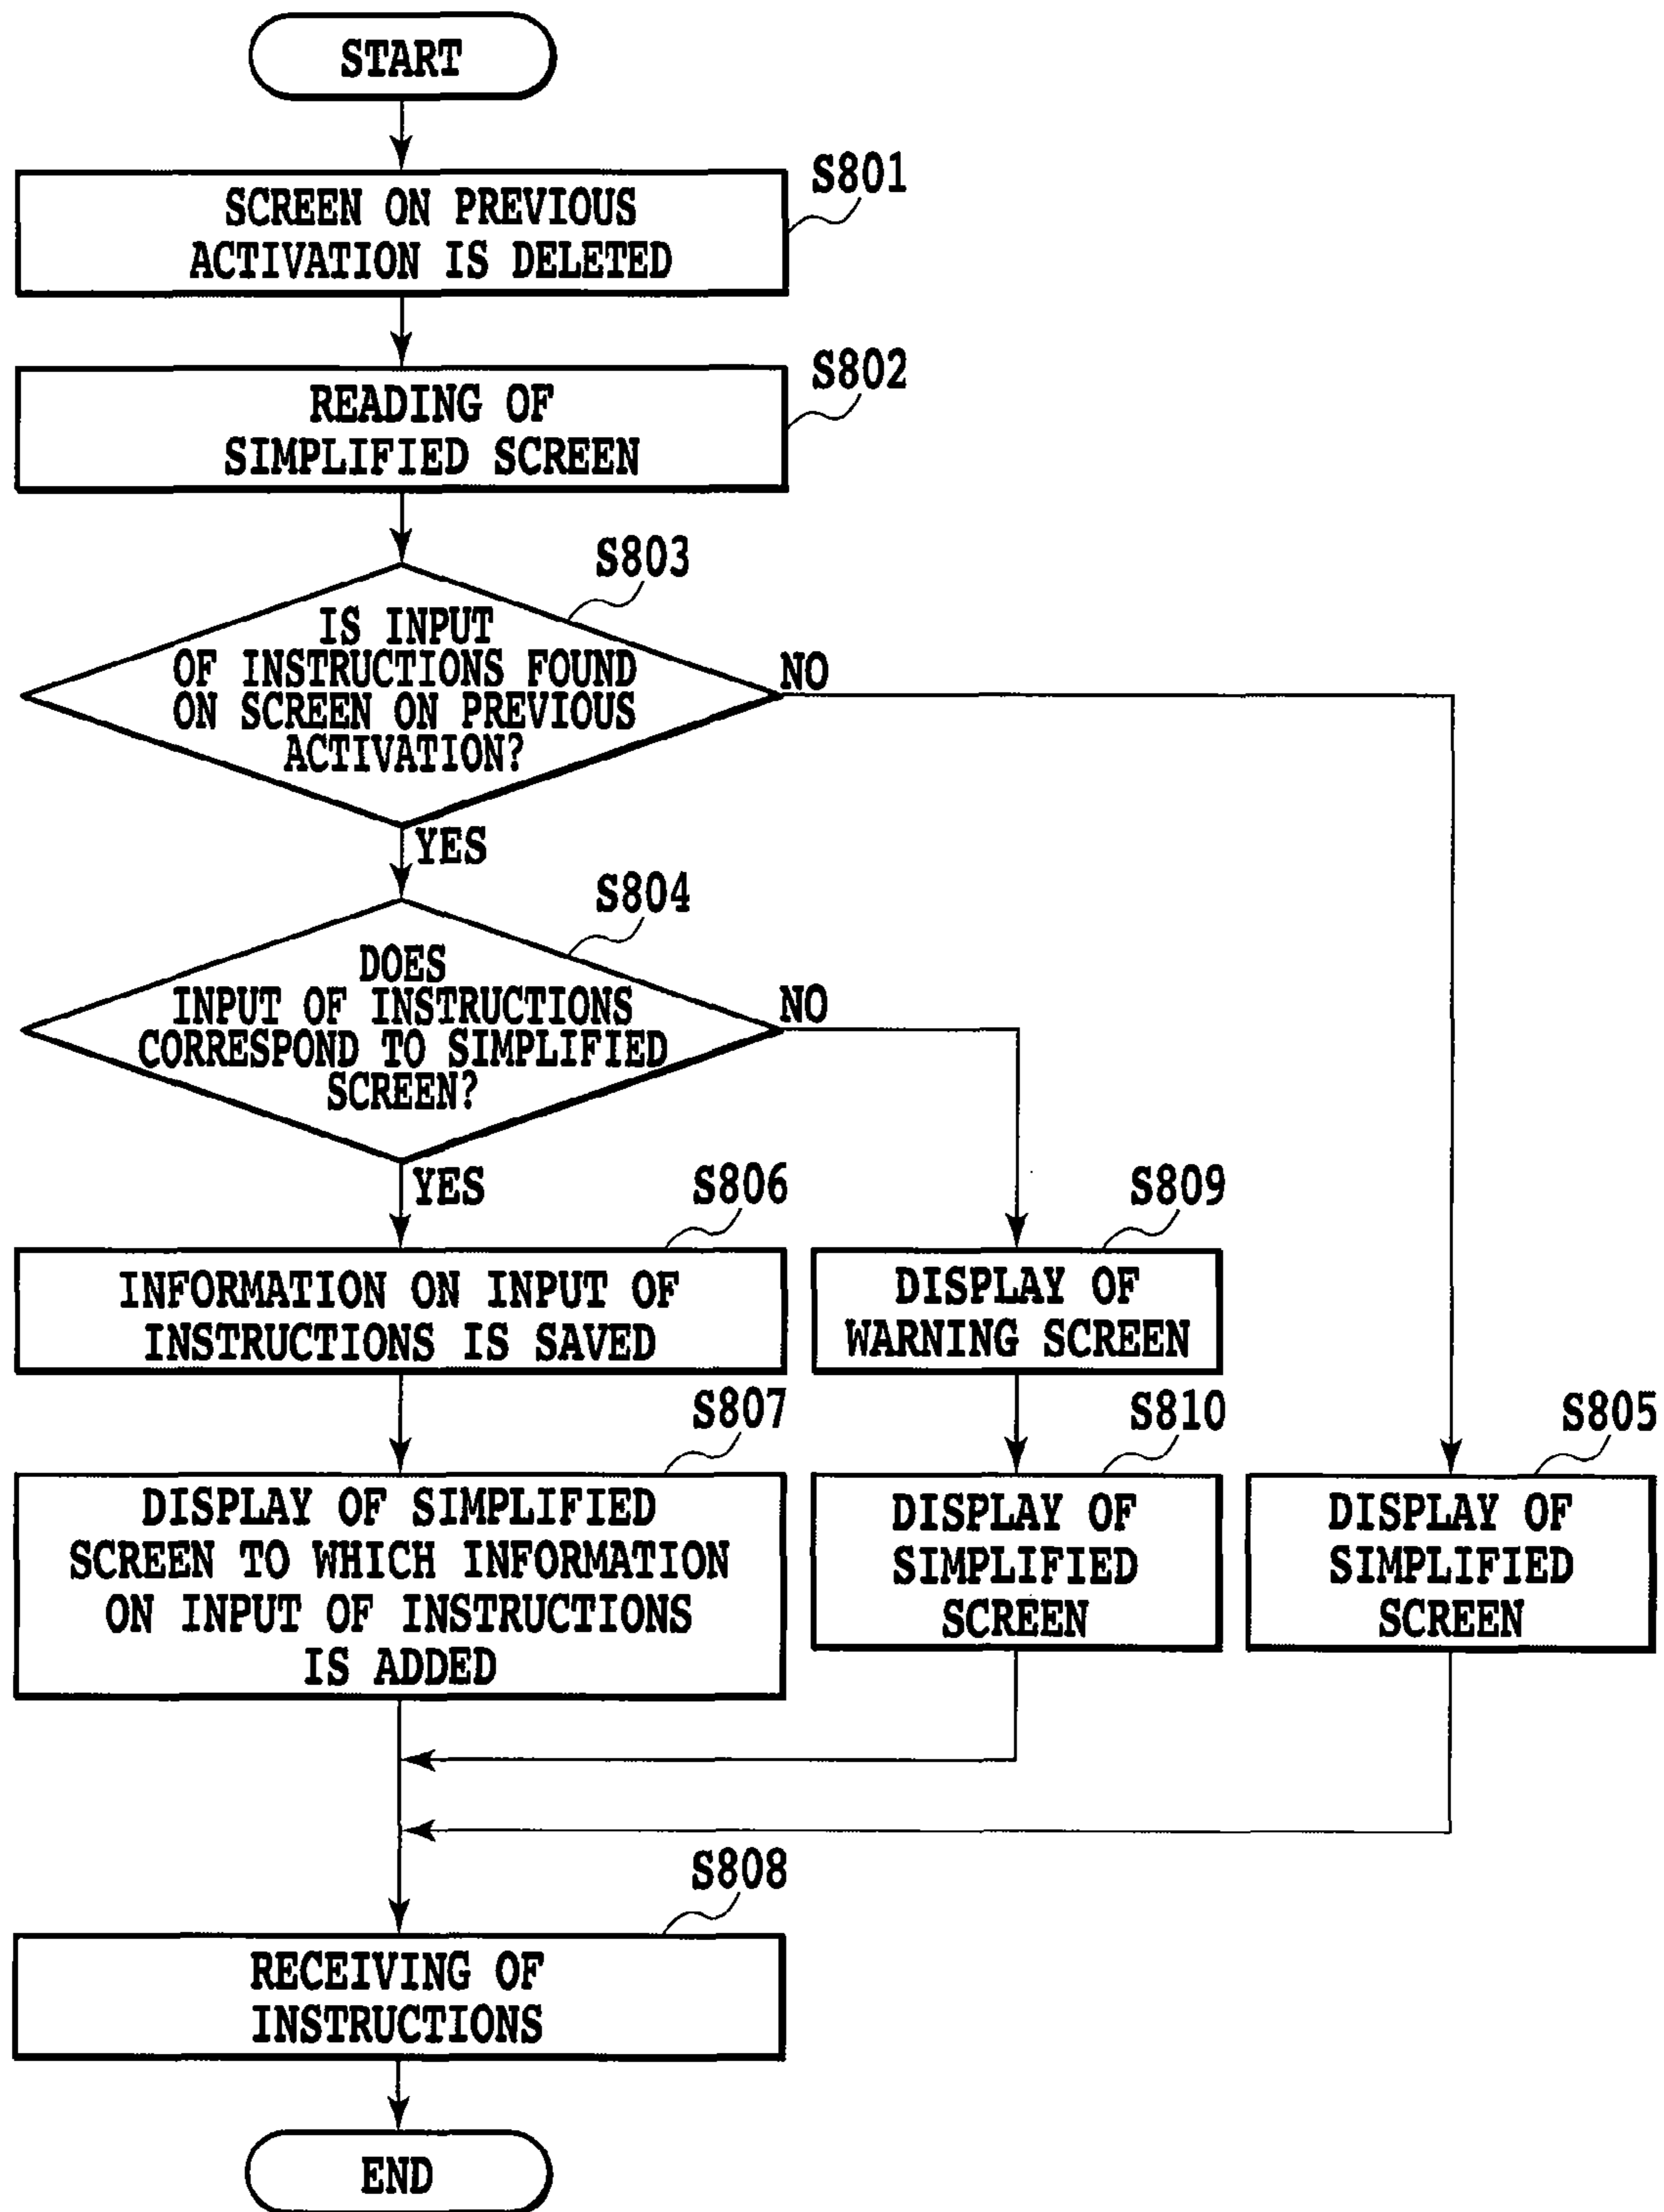 START
S801
SCREEN ON PREVIOUS
ACTIVATION IS DELETED
S802
READING OF
SIMPLIFIED SCREEN
S803
IS INPUT
OF INSTRUCTIONS FOUND
ON SCREEN ON PREVIOUS
ACTIVATION?
NO
YES
S804
DOES
INPUT OF INSTRUCTIONS
CORRESPOND TO SIMPLIFIED
SCREEN?
NO
YES
S806
INFORMATION ON INPUT OF
INSTRUCTIONS IS SAVED
S809
DISPLAY OF
WARNING SCREEN
S807
DISPLAY OF SIMPLIFIED
SCREEN TO WHICH INFORMATION
ON INPUT OF INSTRUCTIONS
IS ADDED
S810
DISPLAY OF
SIMPLIFIED
SCREEN
S805
DISPLAY OF
SIMPLIFIED
SCREEN
S808
RECEIVING OF
INSTRUCTIONS
END